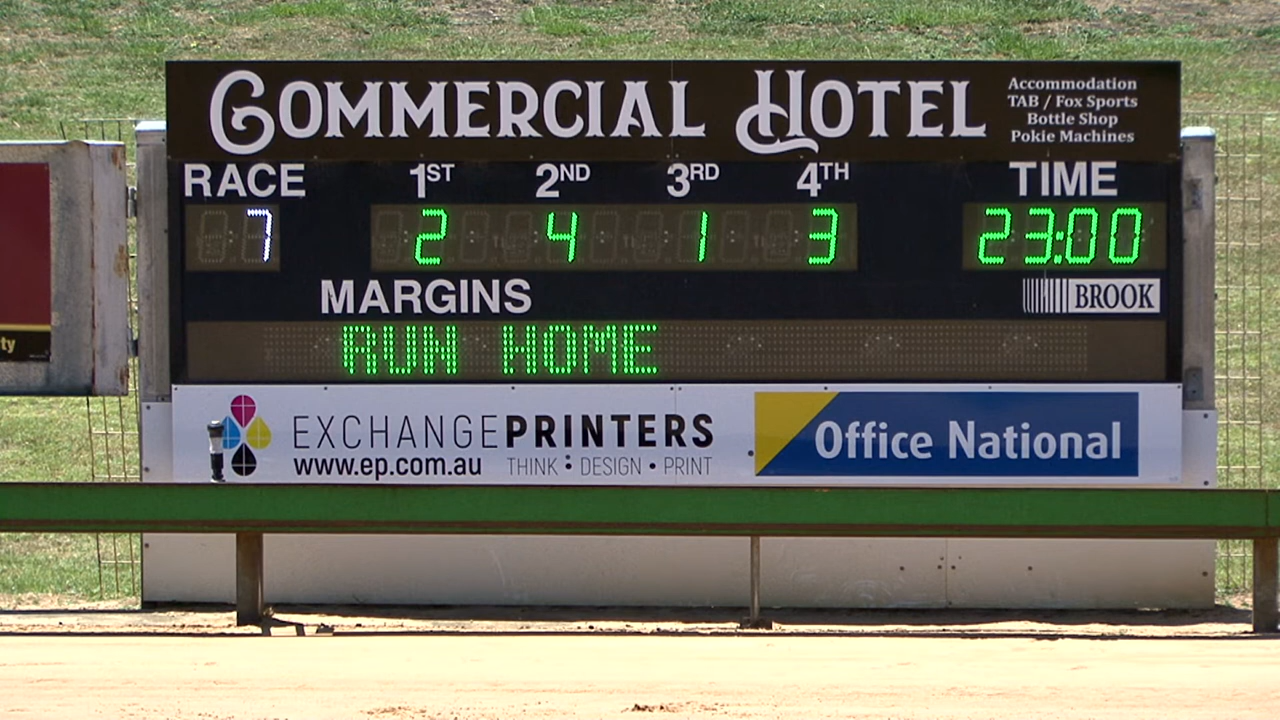 COMMERCIAL HOTEL
Accommodation
TAB / Fox Sports
Bottle Shop
Pokie Machines
RACE 1ST 2ND 3RD 4TH TIME
7 2 4 1 3 23:00
MARGINS
BROOK
RUN HOME
ty
EXCHANGEPRINTERS
www.ep.com.au THINK : DESIGN • PRINT
Office National